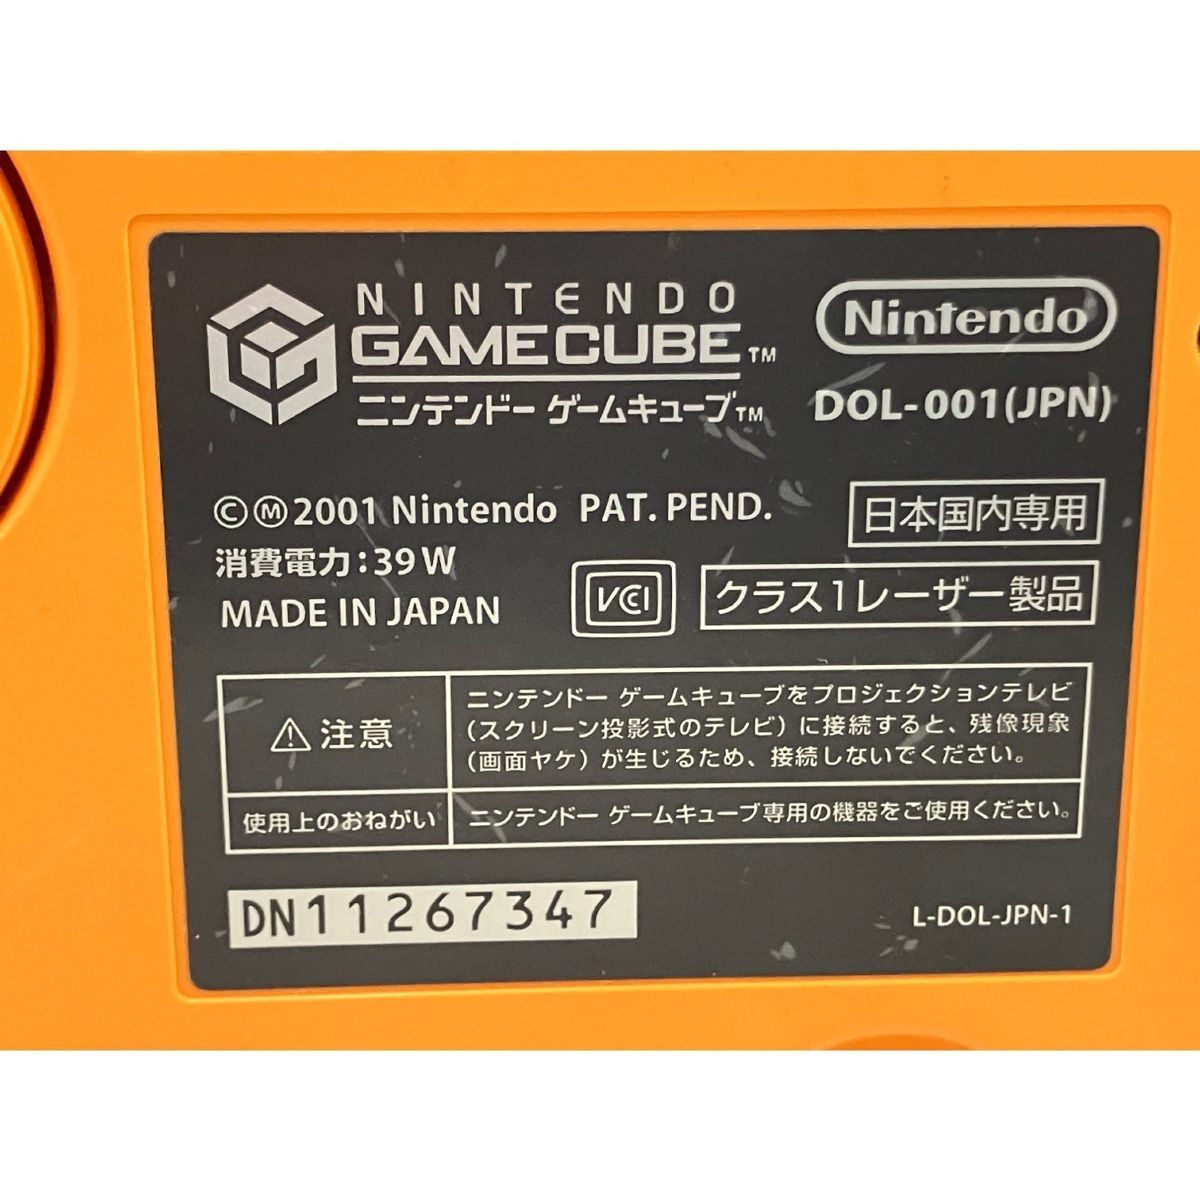 NINTENDO
GAMECUBE™
ニンテンドー ゲームキューブ™
Nintendo
DOL-001(JPN)
©Ⓜ2001 Nintendo PAT. PEND.
日本国内専用
消費電力:39W
MADE IN JAPAN
VCI
クラス1レーザー製品
⚠注意
ニンテンドー ゲームキューブをプロジェクションテレビ
(スクリーン投影式のテレビ)に接続すると、残像現象
(画面ヤケ)が生じるため、接続しないでください。
使用上のおねがい
ニンテンドー ゲームキューブ専用の機器をご使用ください。
DN11267347
L-DOL-JPN-1